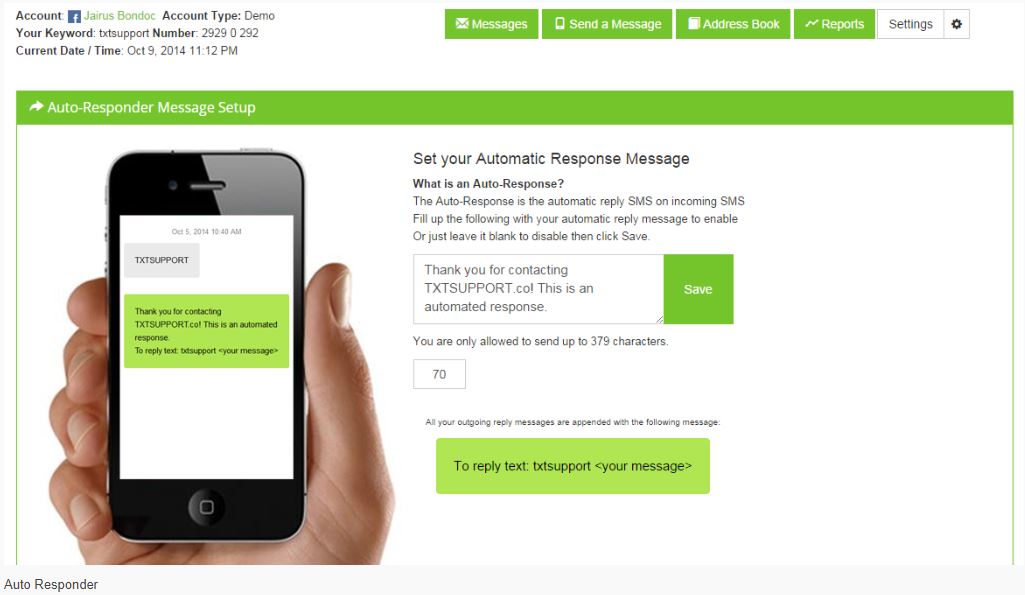 Account: Jairus Bondoc Account Type: Demo
Your Keyword: txtsupport Number: 2929 0 292
Current Date / Time: Oct 9, 2014 11:12 PM
Messages
Send a Message
Address Book
Reports
Settings
Auto-Responder Message Setup
Oct 5, 2014 10:40 AM
TXTSUPPORT
Thank you for contacting
TXTSUPPORT.co! This is an automated
response.
To reply text: txtsupport <your message>
Set your Automatic Response Message
What is an Auto-Response?
The Auto-Response is the automatic reply SMS on incoming SMS
Fill up the following with your automatic reply message to enable
Or just leave it blank to disable then click Save.
Thank you for contacting
TXTSUPPORT.co! This is an
automated response.
Save
You are only allowed to send up to 379 characters.
70
All your outgoing reply messages are appended with the following message:
To reply text: txtsupport <your message>
Auto Responder